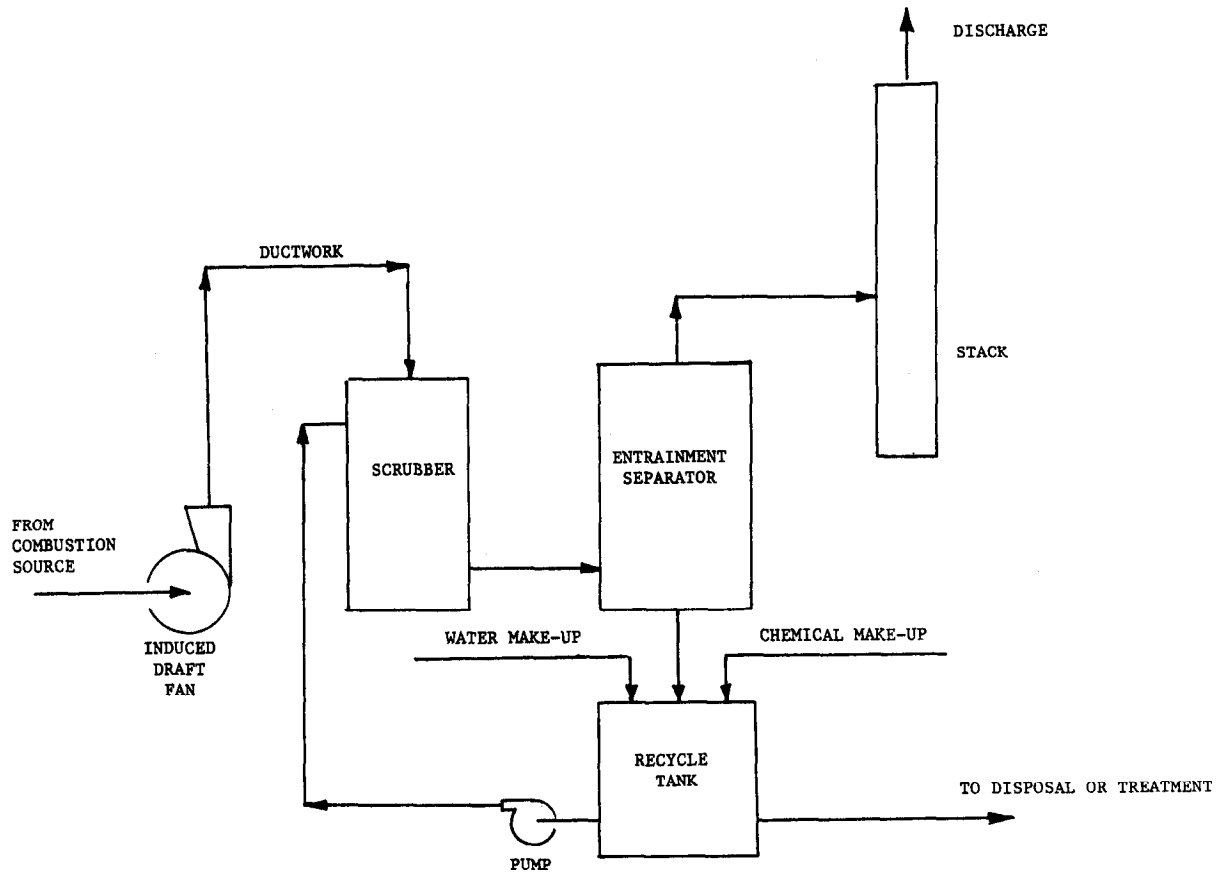 DISCHARGE
DUCTWORK
STACK
SCRUBBER
ENTRAINMENT
SEPARATOR
FROM
COMBUSTION
SOURCE
INDUCED
DRAFT
FAN
WATER MAKE-UP
CHEMICAL MAKE-UP
RECYCLE
TANK
TO DISPOSAL OR TREATMENT
PUMP